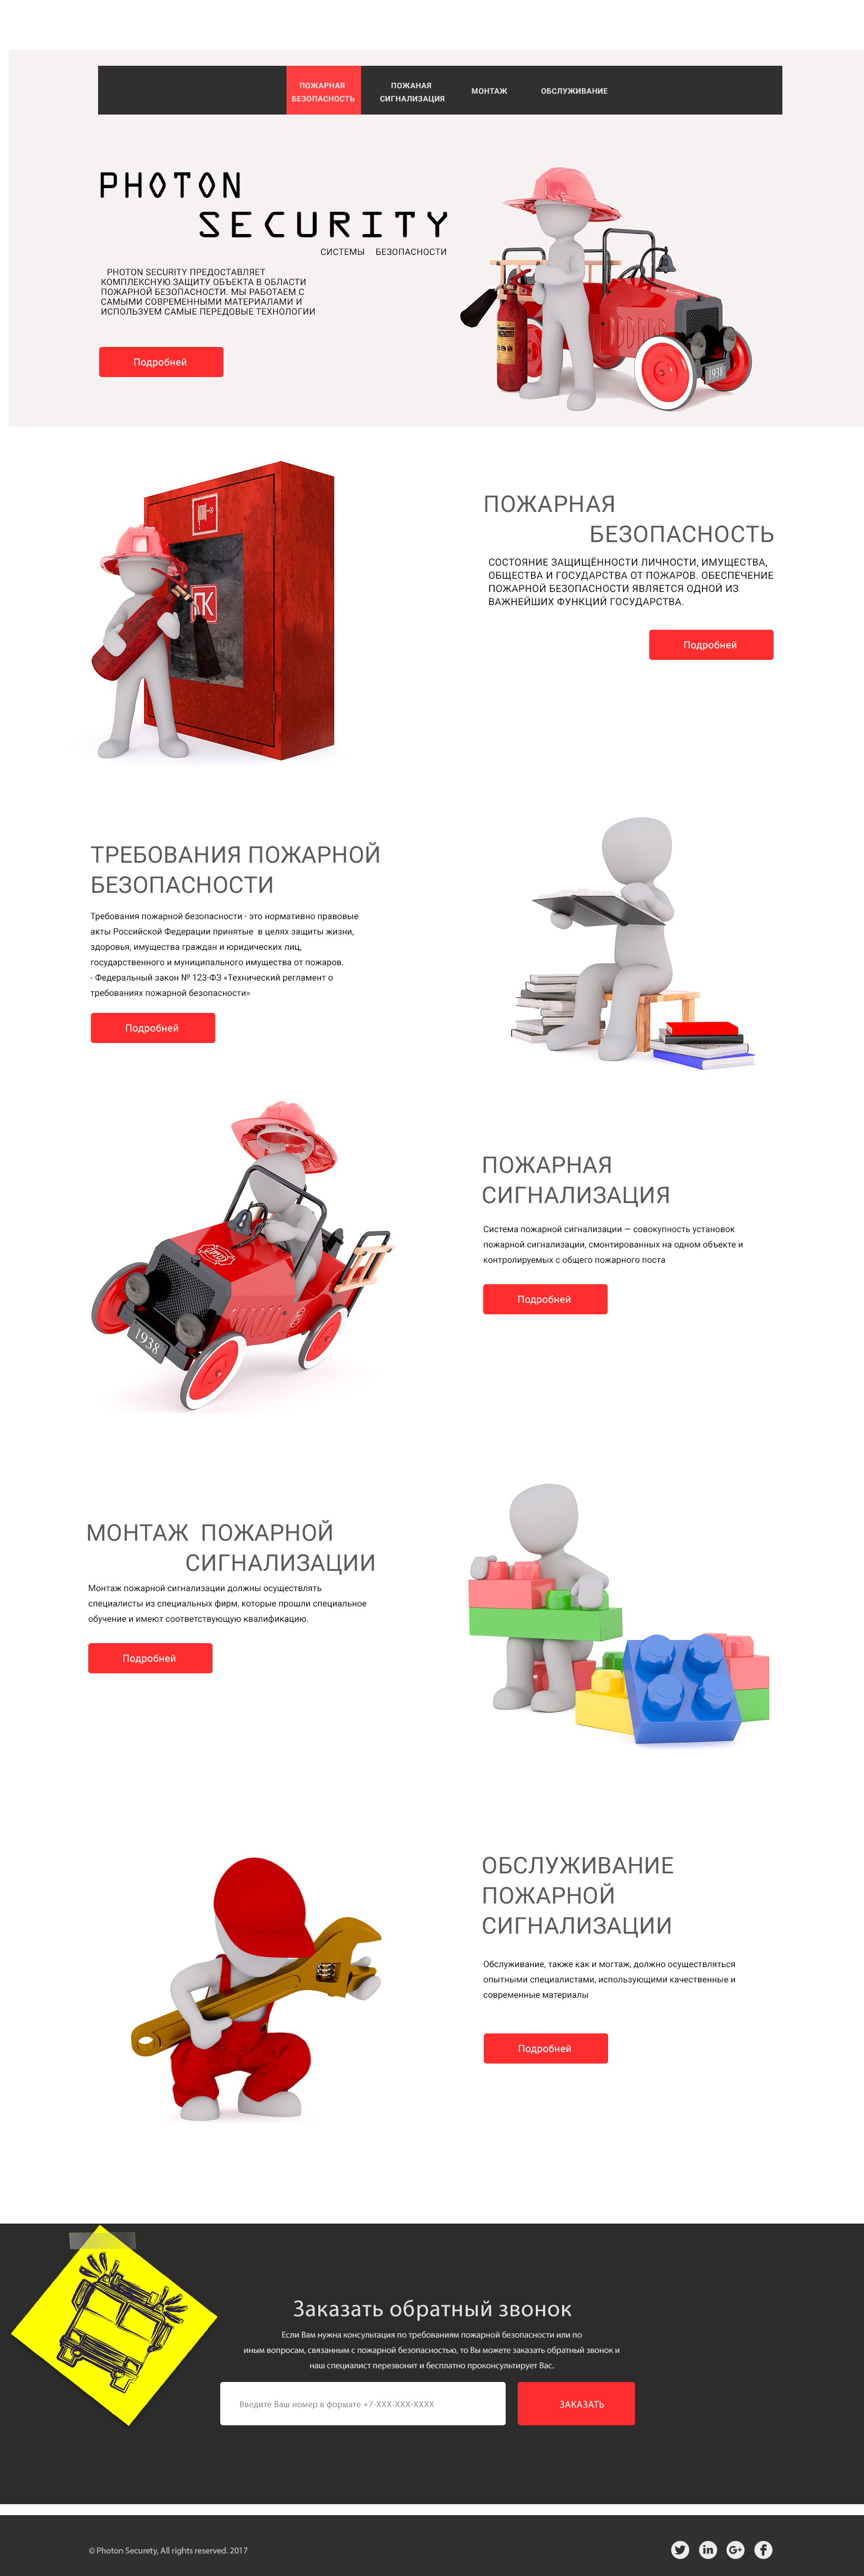 ПОЖАРНАЯ
БЕЗОПАСНОСТЬ
ПОЖАНАЯ
СИГНАЛИЗАЦИЯ
МОНТАЖ
ОБСЛУЖИВАНИЕ
PHOTON
SECURITY
СИСТЕМЫ БЕЗОПАСНОСТИ
PHOTON SECURITY ПРЕДОСТАВЛЯЕТ
КОМПЛЕКСНУЮ ЗАЩИТУ ОБЪЕКТА В ОБЛАСТИ
ПОЖАРНОЙ БЕЗОПАСНОСТИ. МЫ РАБОТАЕМ С
САМЫМИ СОВРЕМЕННЫМИ МАТЕРИАЛАМИ И
ИСПОЛЬЗУЕМ САМЫЕ ПЕРЕДОВЫЕ ТЕХНОЛОГИИ
Подробней
1938
ПК
ПОЖАРНАЯ
БЕЗОПАСНОСТЬ
СОСТОЯНИЕ ЗАЩИЩЁННОСТИ ЛИЧНОСТИ, ИМУЩЕСТВА,
ОБЩЕСТВА И ГОСУДАРСТВА ОТ ПОЖАРОВ. ОБЕСПЕЧЕНИЕ
ПОЖАРНОЙ БЕЗОПАСНОСТИ ЯВЛЯЕТСЯ ОДНОЙ ИЗ
ВАЖНЕЙШИХ ФУНКЦИЙ ГОСУДАРСТВА.
Подробней
ТРЕБОВАНИЯ ПОЖАРНОЙ
БЕЗОПАСНОСТИ
Требования пожарной безопасности - это нормативно правовые
акты Российской Федерации принятые в целях защиты жизни,
здоровья, имущества граждан и юридических лиц,
государственного и муниципального имущества от пожаров.
- Федеральный закон № 123-ФЗ «Технический регламент о
требованиях пожарной безопасности»
Подробней
1938
ПОЖАРНАЯ
СИГНАЛИЗАЦИЯ
Система пожарной сигнализации — совокупность установок
пожарной сигнализации, смонтированных на одном объекте и
контролируемых с общего пожарного поста
Подробней
МОНТАЖ ПОЖАРНОЙ
СИГНАЛИЗАЦИИ
Монтаж пожарной сигнализации должны осуществлять
специалисты из специальных фирм, которые прошли специальное
обучение и имеют соответствующую квалификацию.
Подробней
ОБСЛУЖИВАНИЕ
ПОЖАРНОЙ
СИГНАЛИЗАЦИИ
Обслуживание, также как и могтаж, должно осуществляться
опытными специалистами, использующими качественные и
современные материалы
Подробней
Заказать обратный звонок
Если Вам нужна консультация по требованиям пожарной безопасности или по
иным вопросам, связанным с пожарной безопасностью, то Вы можете заказать обратный звонок и
наш специалист перезвонит и бесплатно проконсультирует Вас.
Введите Ваш номер в формате +7-XXX-XXX-XXXX
ЗАКАЗАТЬ
© Photon Securety, All rights reserved. 2017
in
G+
f